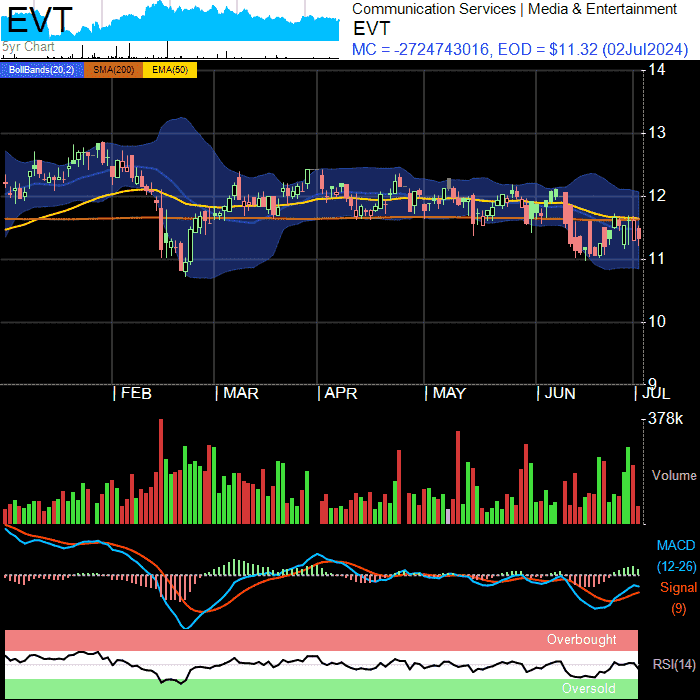 EVT
5yr Chart
Communication Services | Media & Entertainment
EVT
MC = -2724743016, EOD = $11.32 (02Jul2024)
BollBands(20,2) SMA(200) EMA(50)
14
13
12
11
10
9
FEB MAR APR MAY JUN JUL
378k
Volume
MACD
(12-26)
Signal
(9)
Overbought
RSI(14)
Oversold